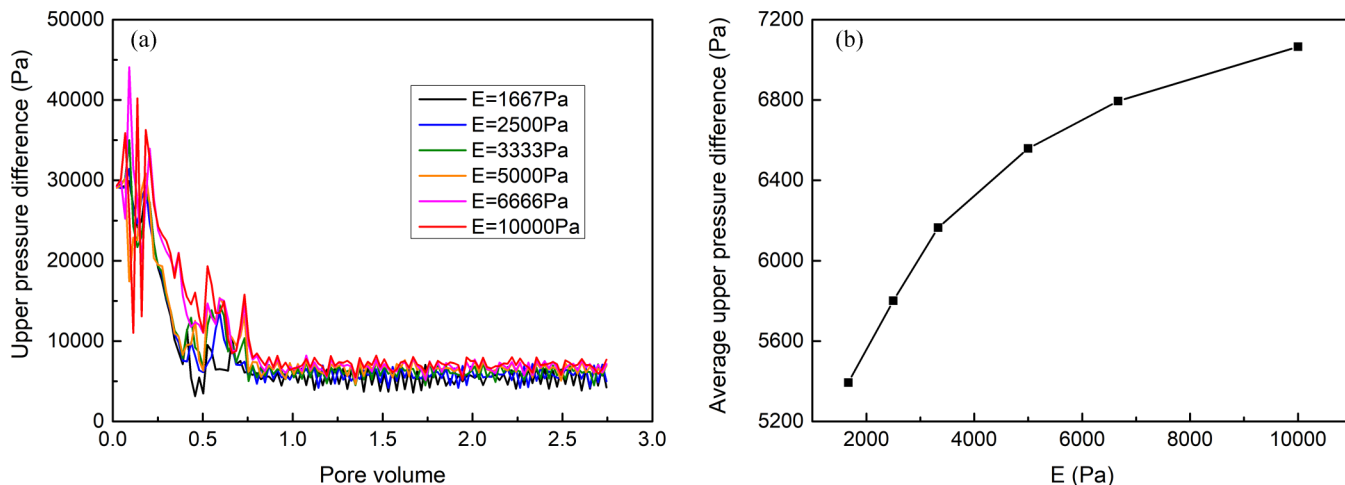 (a)
Upper pressure difference (Pa)
50000
40000
30000
20000
10000
0
E=1667Pa
E=2500Pa
E=3333Pa
E=5000Pa
E=6666Pa
E=10000Pa
0.0 0.5 1.0 1.5 2.0 2.5 3.0
Pore volume
(b)
Average upper pressure difference (Pa)
7200
6800
6400
6000
5600
5200
2000 4000 6000 8000 10000
E (Pa)